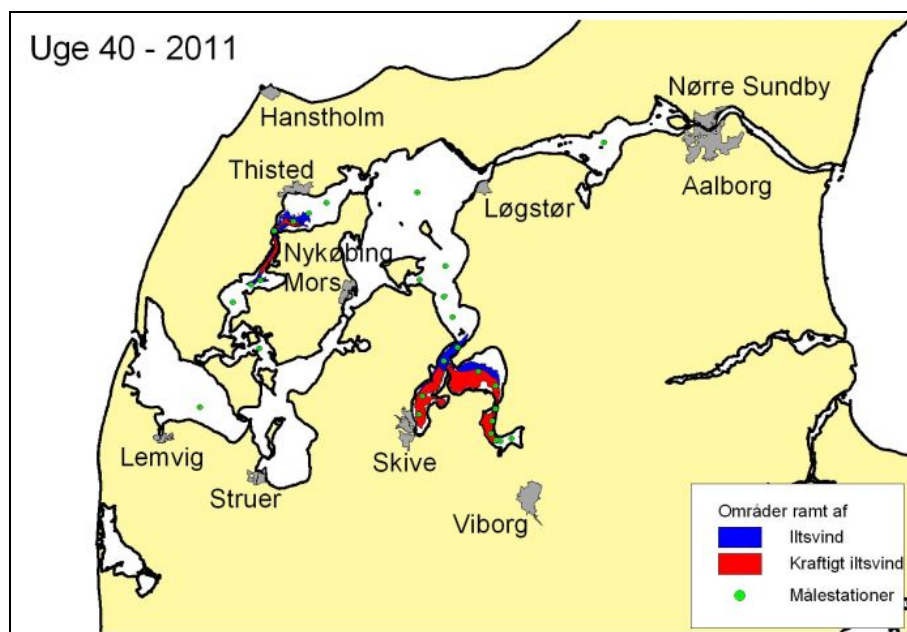 Uge 40 - 2011
Hanstholm
Nørre Sundby
Thisted
Løgstør
Aalborg
Nykøbing
Mors
Lemvig
Struer
Skive
Viborg
Områder ramt af
Iltsvind
Kraftigt iltsvind
Målestationer